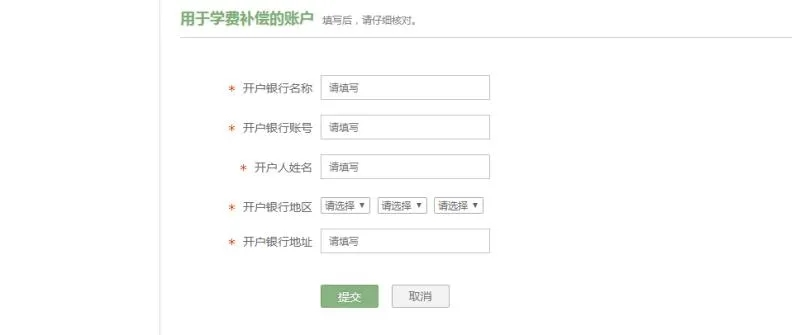 用于学费补偿的账户 填写后，请仔细核对。
* 开户银行名称 请填写
* 开户银行账号 请填写
* 开户人姓名 请填写
* 开户银行地区 请选择 ▼ 请选择 ▼ 请选择 ▼
* 开户银行地址 请填写
提交 取消